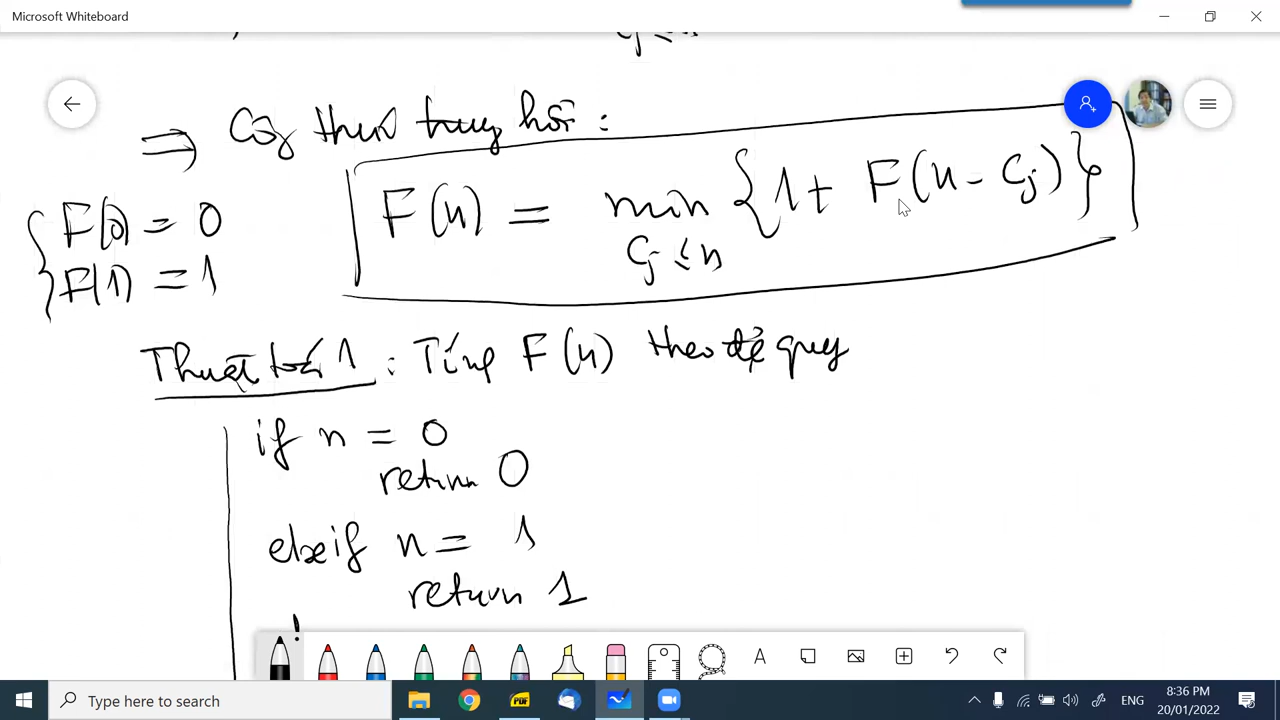 Microsoft Whiteboard
⇒ Công thức truy hồi :
F(n) = min {1 + F(n - Cj)}
Cj ≤ n
F(0) = 0
F(1) = 1
Thuật toán 1 : Tính F(n) theo đệ quy
if n = 0
return 0
elseif n = 1
return 1
A
Type here to search
PDF
ENG
8:36 PM
20/01/2022